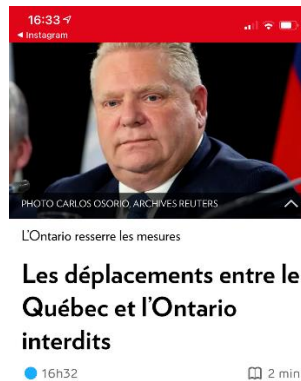 16:33
Instagram
PHOTO CARLOS OSORIO, ARCHIVES REUTERS
L'Ontario resserre les mesures
Les déplacements entre le
Québec et l'Ontario
interdits
16h32 2 min